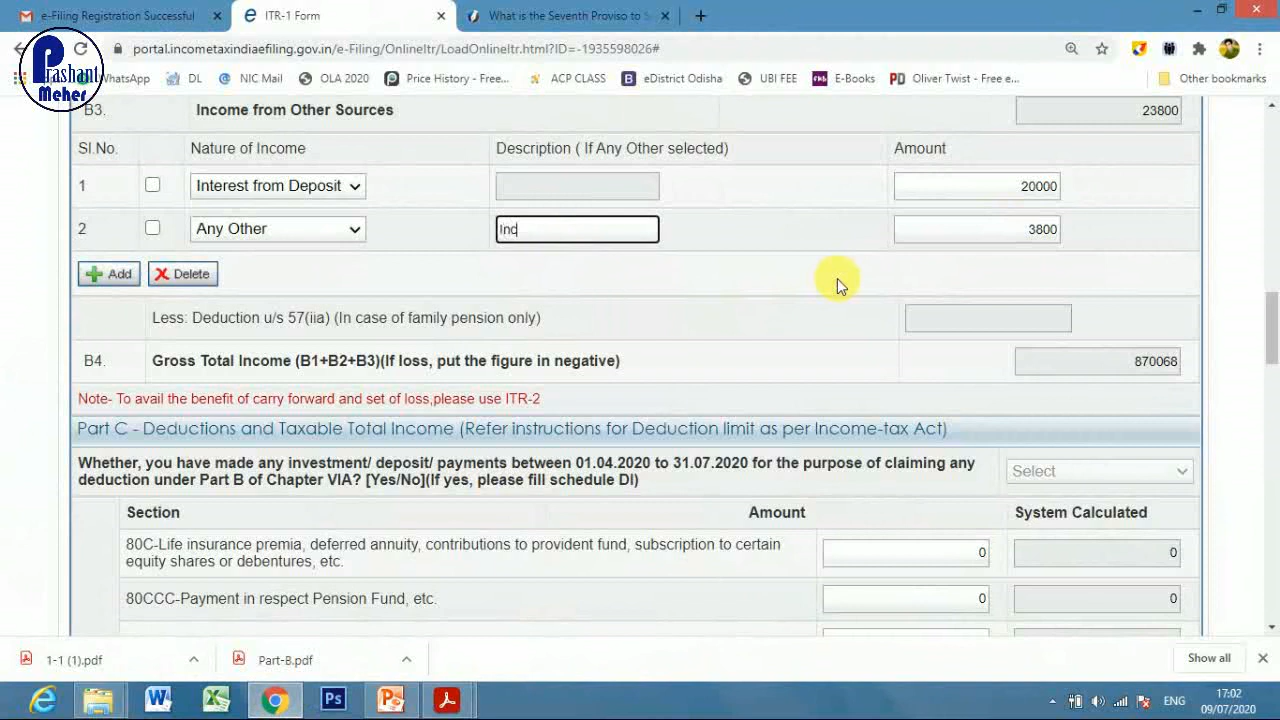 e-Filing Registration Successful
ITR-1 Form
What is the Seventh Proviso to S
portal.incometaxindiaefiling.gov.in/e-Filing/OnlineItr/LoadOnlineItr.html?ID=-1935598026#
Prashant
Meher
WhatsApp
DL
NIC Mail
OLA 2020
Price History - Free...
ACP CLASS
eDistrict Odisha
UBI FEE
E-Books
Oliver Twist - Free e...
Other bookmarks
B3. Income from Other Sources 23800
Sl.No. Nature of Income Description ( If Any Other selected) Amount
1 Interest from Deposit 20000
2 Any Other Inc 3800
Add Delete
Less: Deduction u/s 57(iia) (In case of family pension only)
B4. Gross Total Income (B1+B2+B3)(If loss, put the figure in negative) 870068
Note- To avail the benefit of carry forward and set of loss,please use ITR-2
Part C - Deductions and Taxable Total Income (Refer instructions for Deduction limit as per Income-tax Act)
Whether, you have made any investment/ deposit/ payments between 01.04.2020 to 31.07.2020 for the purpose of claiming any
deduction under Part B of Chapter VIA? [Yes/No](If yes, please fill schedule DI)
Select
Section Amount System Calculated
80C-Life insurance premia, deferred annuity, contributions to provident fund, subscription to certain
equity shares or debentures, etc.
0 0
80CCC-Payment in respect Pension Fund, etc. 0 0
1-1 (1).pdf
Part-B.pdf
Show all
ENG
17:02
09/07/2020